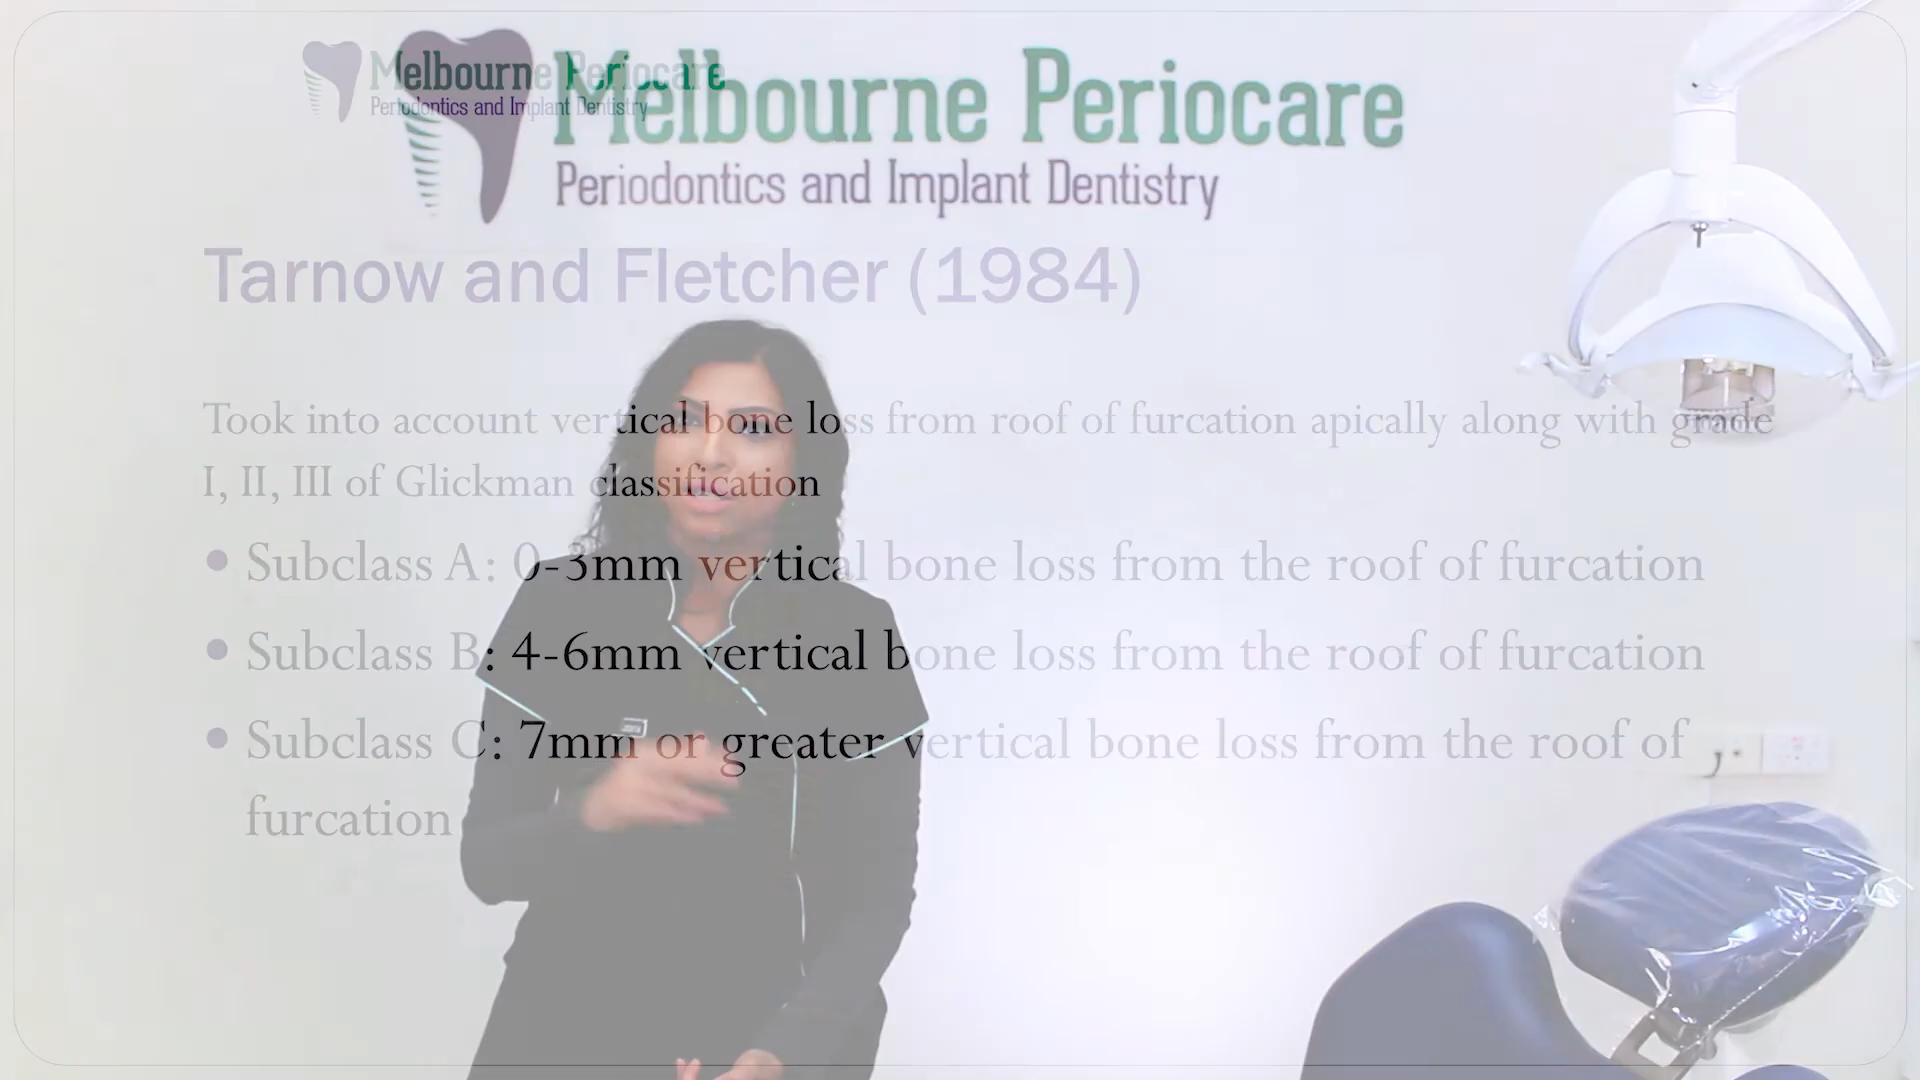 Melbourne Periocare
Periodontics and Implant Dentistry
Melbourne Periocare
Periodontics and Implant Dentistry
Tarnow and Fletcher (1984)
Took into account vertical bone loss from roof of furcation apically along with grade
I, II, III of Glickman classification
• Subclass A: 0-3mm vertical bone loss from the roof of furcation
• Subclass B: 4-6mm vertical bone loss from the roof of furcation
• Subclass C: 7mm or greater vertical bone loss from the roof of
furcation